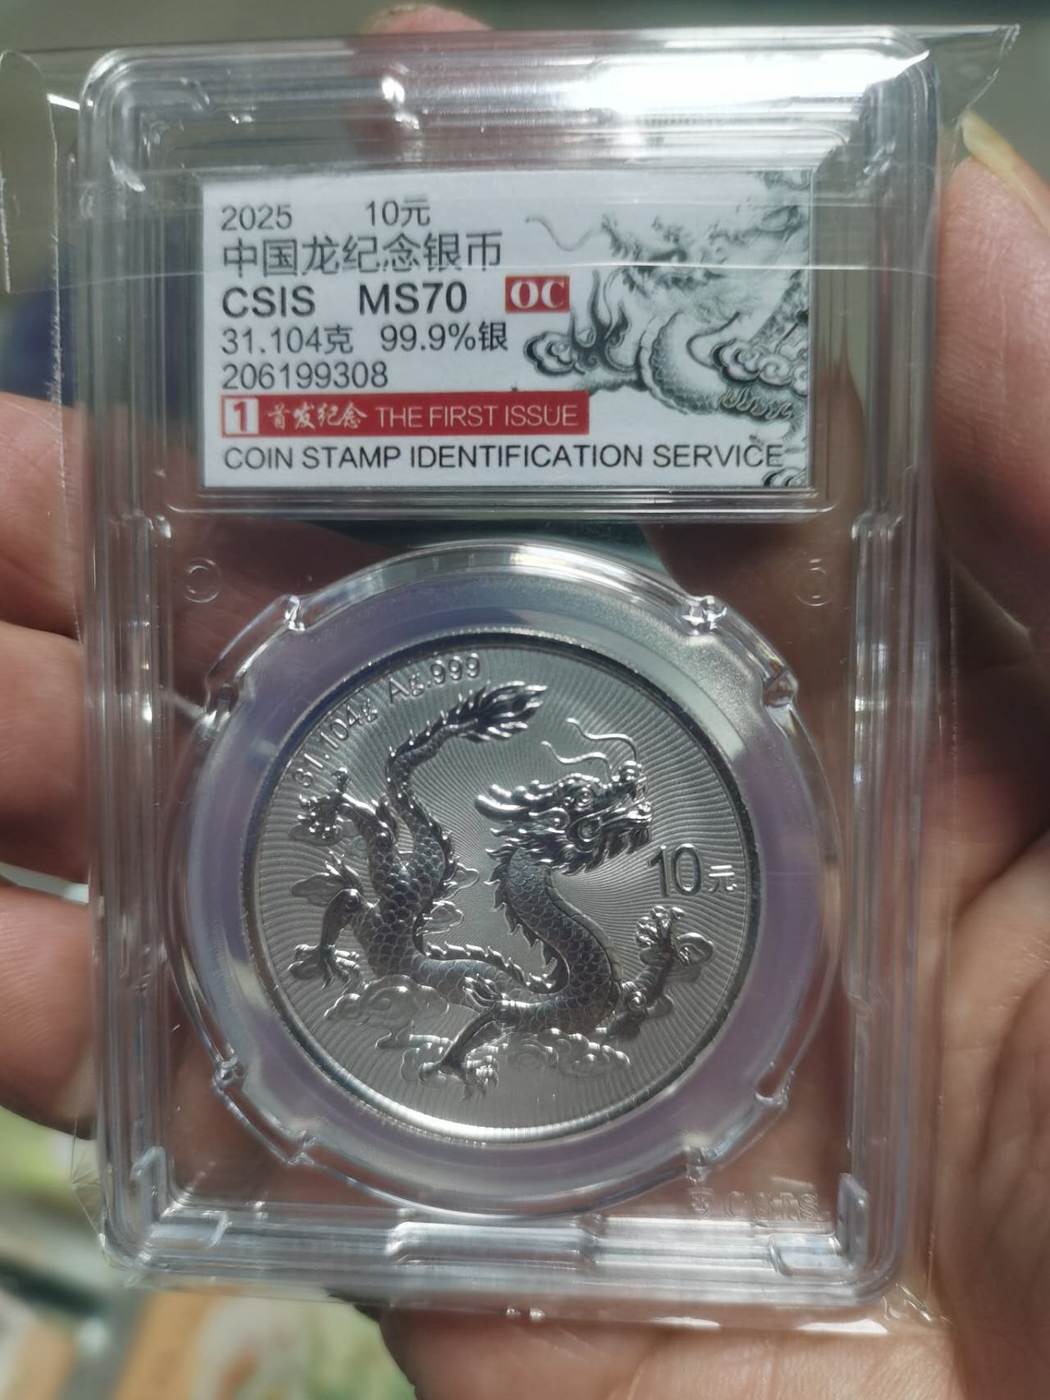 2025 10元
中国龙纪念银币
CSIS MS70 OC
31.104克 99.9%银
206199308
1 首发纪念 THE FIRST ISSUE
COIN STAMP IDENTIFICATION SERVICE
31.104g Ag.999
10元